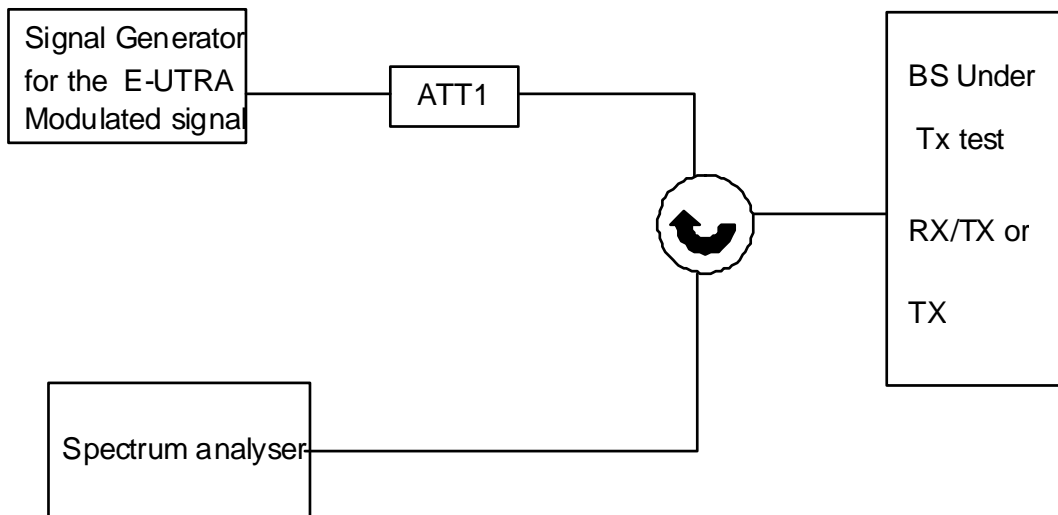 Signal Generator
for the E-UTRA
Modulated signal
ATT1
BS Under
Tx test
RX/TX or
TX
Spectrum analyser